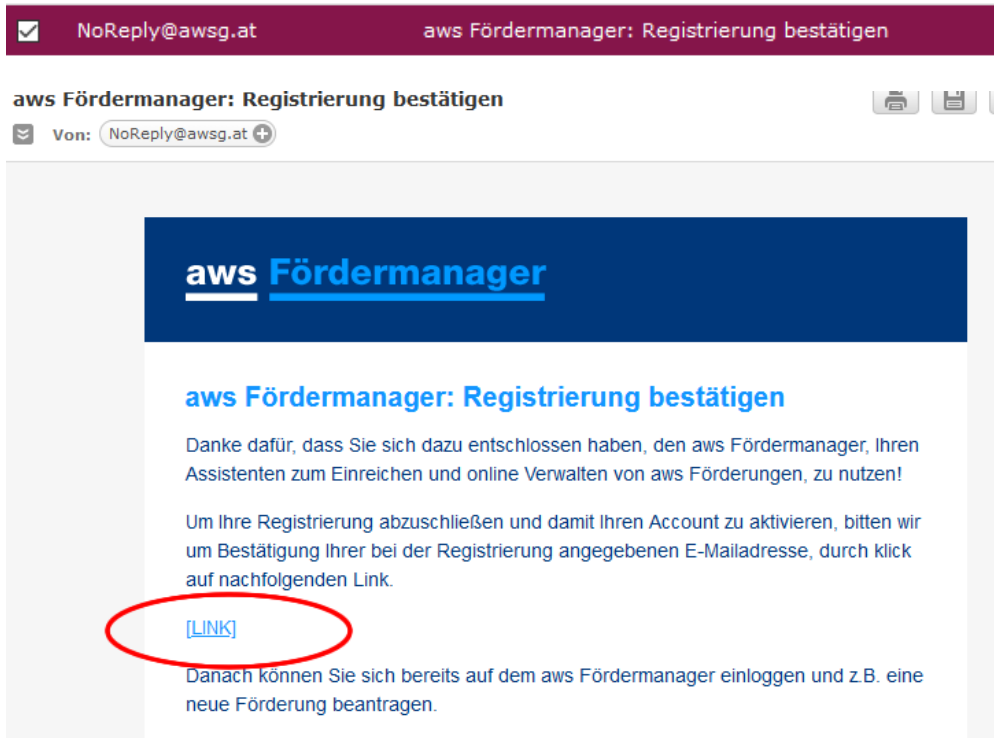 NoReply@awsg.at aws Fördermanager: Registrierung bestätigen
aws Fördermanager: Registrierung bestätigen
Von: NoReply@awsg.at
aws Fördermanager
aws Fördermanager: Registrierung bestätigen
Danke dafür, dass Sie sich dazu entschlossen haben, den aws Fördermanager, Ihren
Assistenten zum Einreichen und online Verwalten von aws Förderungen, zu nutzen!
Um Ihre Registrierung abzuschließen und damit Ihren Account zu aktivieren, bitten wir
um Bestätigung Ihrer bei der Registrierung angegebenen E-Mailadresse, durch klick
auf nachfolgenden Link.
[LINK]
Danach können Sie sich bereits auf dem aws Fördermanager einloggen und z.B. eine
neue Förderung beantragen.